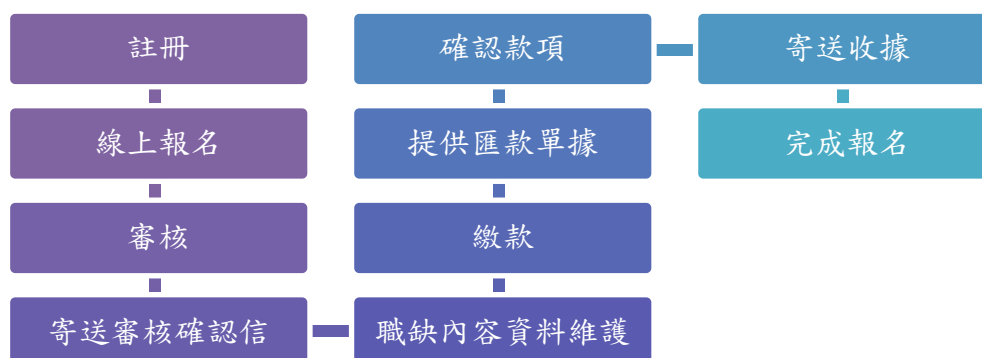 註冊
線上報名
審核
寄送審核確認信
職缺內容資料維護
繳款
提供匯款單據
確認款項
寄送收據
完成報名